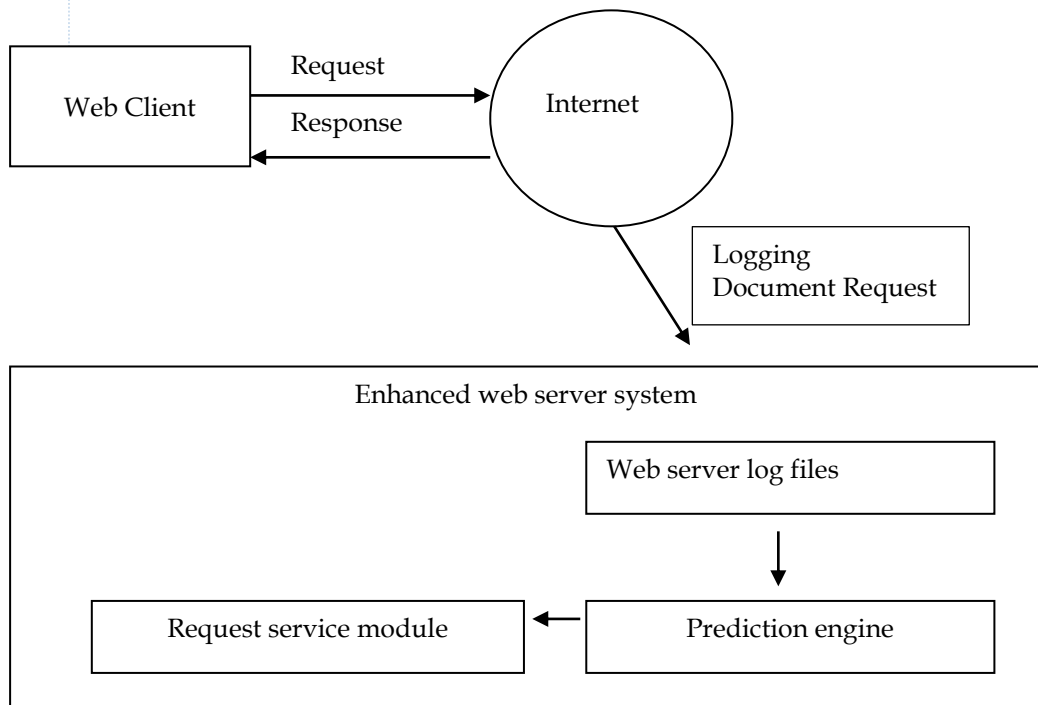 Request
Web Client
Internet
Response
Logging
Document Request
Enhanced web server system
Web server log files
Request service module
Prediction engine